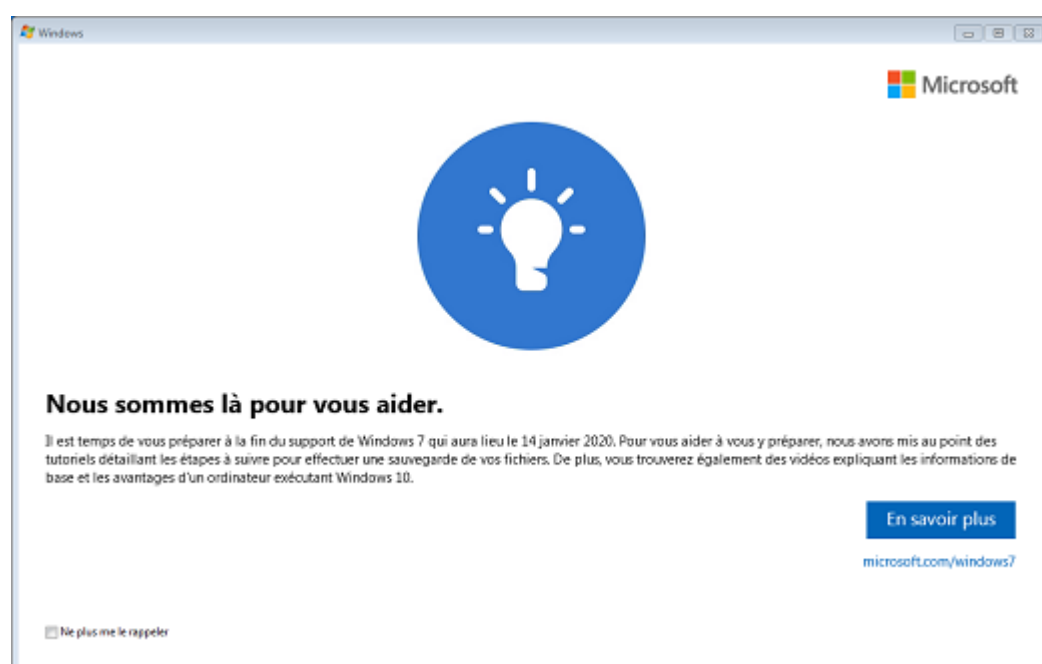 Windows
Microsoft
Nous sommes là pour vous aider.
Il est temps de vous préparer à la fin du support de Windows 7 qui aura lieu le 14 janvier 2020. Pour vous aider à vous y préparer, nous avons mis au point des
tutoriels détaillant les étapes à suivre pour effectuer une sauvegarde de vos fichiers. De plus, vous trouverez également des vidéos expliquant les informations de
base et les avantages d'un ordinateur exécutant Windows 10.
En savoir plus
microsoft.com/windows7
Ne plus me le rappeler